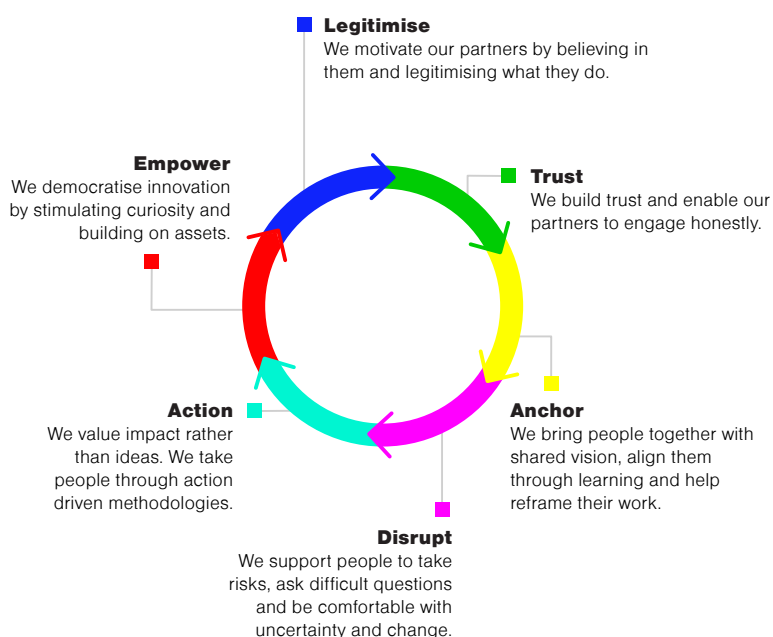 Legitimise
We motivate our partners by believing in
them and legitimising what they do.
Trust
We build trust and enable our
partners to engage honestly.
Anchor
We bring people together with
shared vision, align them
through learning and help
reframe their work.
Disrupt
We support people to take
risks, ask difficult questions
and be comfortable with
uncertainty and change.
Action
We value impact rather
than ideas. We take
people through action
driven methodologies.
Empower
We democratise innovation
by stimulating curiosity and
building on assets.